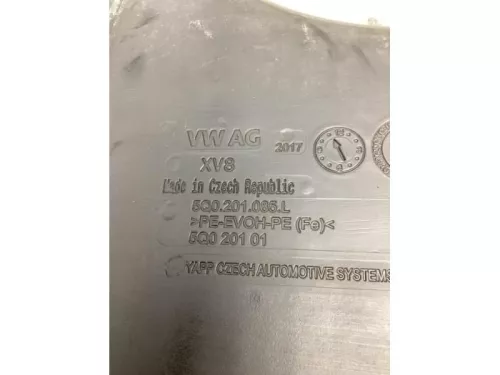 VW AG 2017
XV8
Made in Czech Republic
5Q0.201.085.L
>PE-EVOH-PE (Fe)<
5Q0 201 01
YAPP CZECH AUTOMOTIVE SYSTEMS